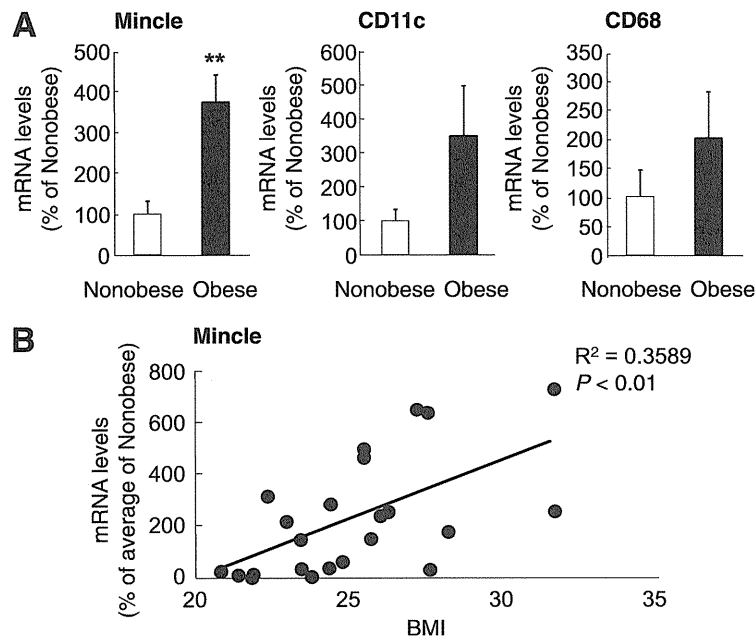 A
Mincle
CD11c
CD68
mRNA levels
(% of Nonobese)
500
400
300
200
100
0
**
Nonobese Obese
mRNA levels
(% of Nonobese)
600
500
400
300
200
100
0
Nonobese Obese
mRNA levels
(% of Nonobese)
350
300
250
200
150
100
50
0
Nonobese Obese
B
Mincle
R² = 0.3589
P < 0.01
mRNA levels
(% of average of Nonobese)
800
600
400
200
0
20 25 30 35
BMI